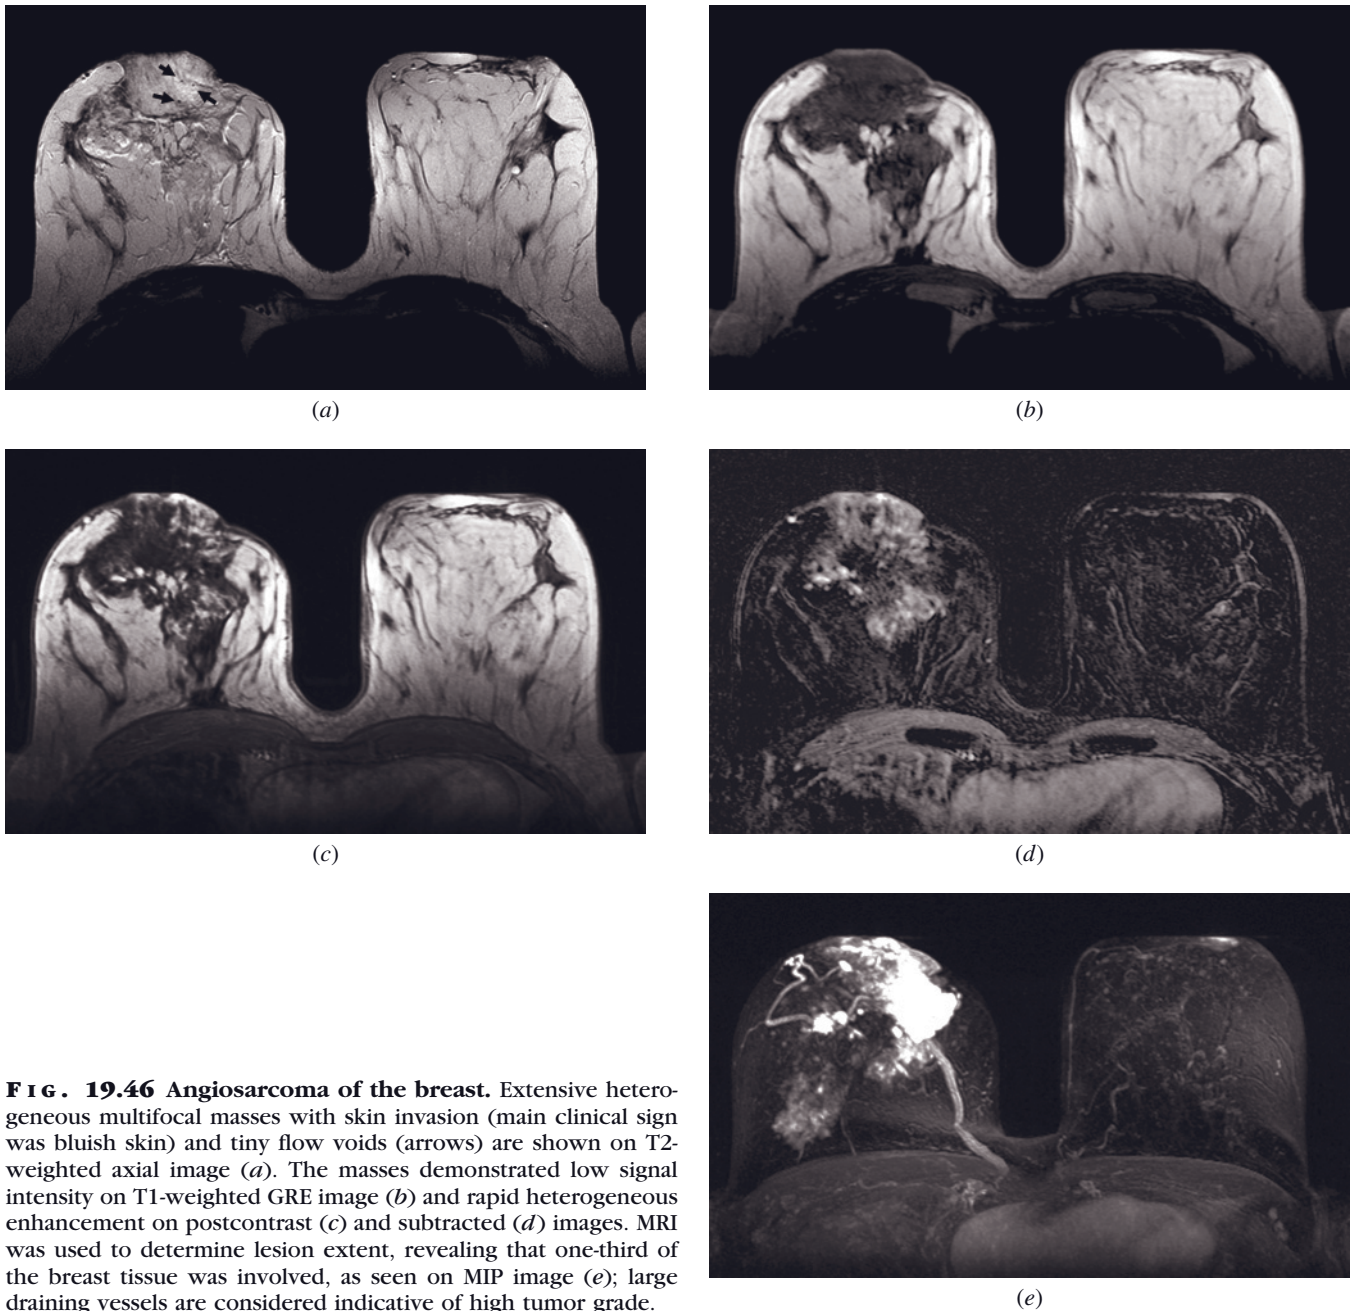 (a)
(b)
(c)
(d)
(e)
FIG. 19.46 Angiosarcoma of the breast. Extensive hetero-
geneous multifocal masses with skin invasion (main clinical sign
was bluish skin) and tiny flow voids (arrows) are shown on T2-
weighted axial image (a). The masses demonstrated low signal
intensity on T1-weighted GRE image (b) and rapid heterogeneous
enhancement on postcontrast (c) and subtracted (d) images. MRI
was used to determine lesion extent, revealing that one-third of
the breast tissue was involved, as seen on MIP image (e); large
draining vessels are considered indicative of high tumor grade.